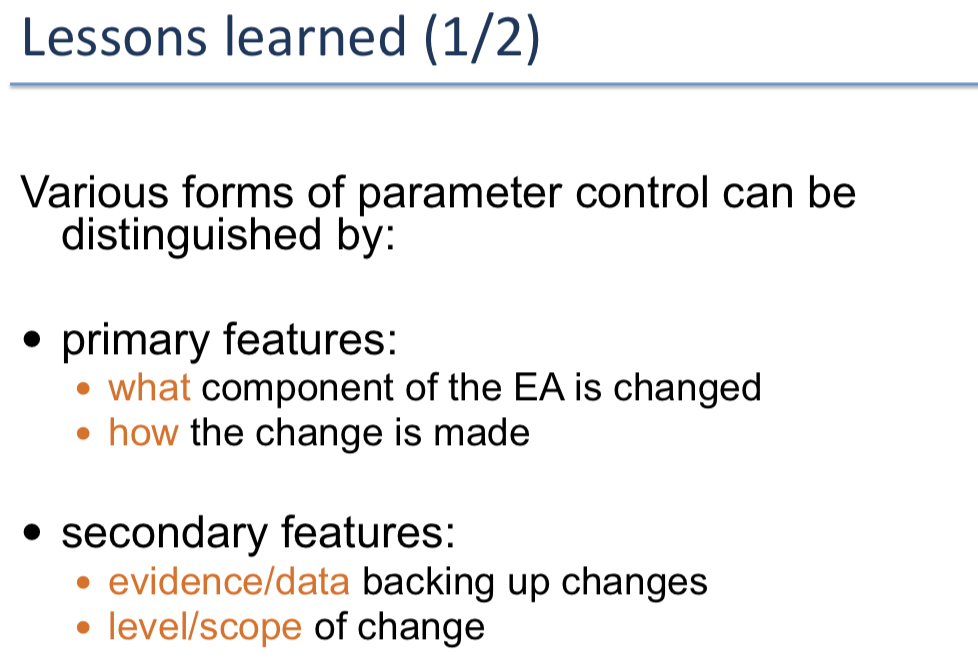 Lessons learned (1/2)
Various forms of parameter control can be
distinguished by:
• primary features:
• what component of the EA is changed
• how the change is made
• secondary features:
• evidence/data backing up changes
• level/scope of change